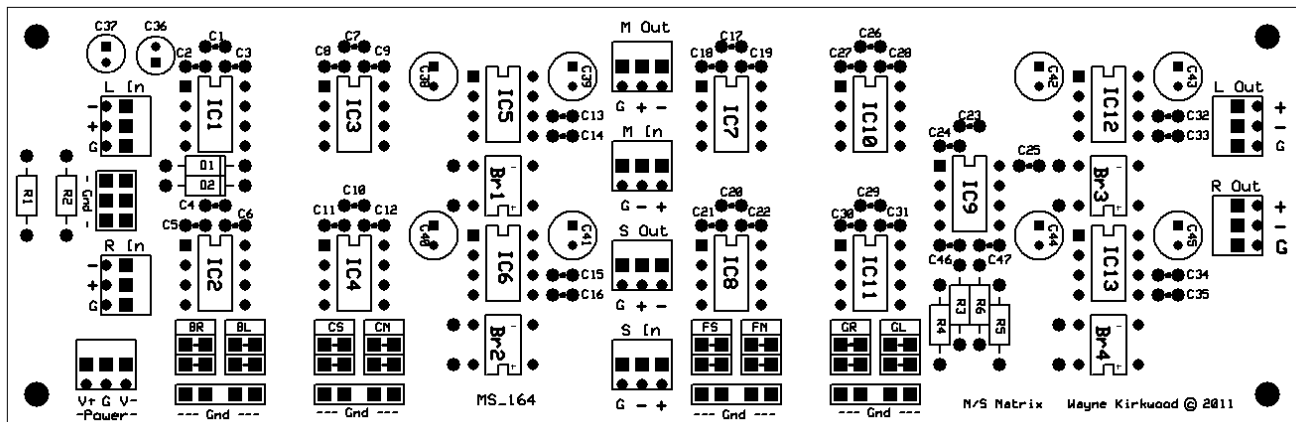 C37 C36 C1 C2 C3
C7 C8 C9
M Out
C17 C18 C19
C26 C27 C28
L In
-
+
G
IC1
IC3
C38
IC5
C39
G + -
C13
C14
IC7
IC10
C42
IC12
C43
L Out
+
-
G
C32
C33
M In
G - +
C23
C24
C25
IC9
R1 R2
- Gnd -
D1
D2
Br1
- +
Br3
- +
R Out
+
-
G
C4 C5 C6
C10 C11 C12
C20 C21 C22
C29 C30 C31
R In
-
+
G
IC2
IC4
C40
IC6
C41
C15
C16
S Out
G + -
IC8
IC11
C46 C47
C44
IC13
C45
C34
C35
R4 R3 R6 R5
BR BL
CS CN
Br2
- +
S In
G - +
FS FN
GR GL
Br4
- +
V+ G V-
-Power-
--- Gnd ---
--- Gnd ---
MS_164
--- Gnd ---
--- Gnd ---
N/S Matrix Wayne Kirkwood © 2011